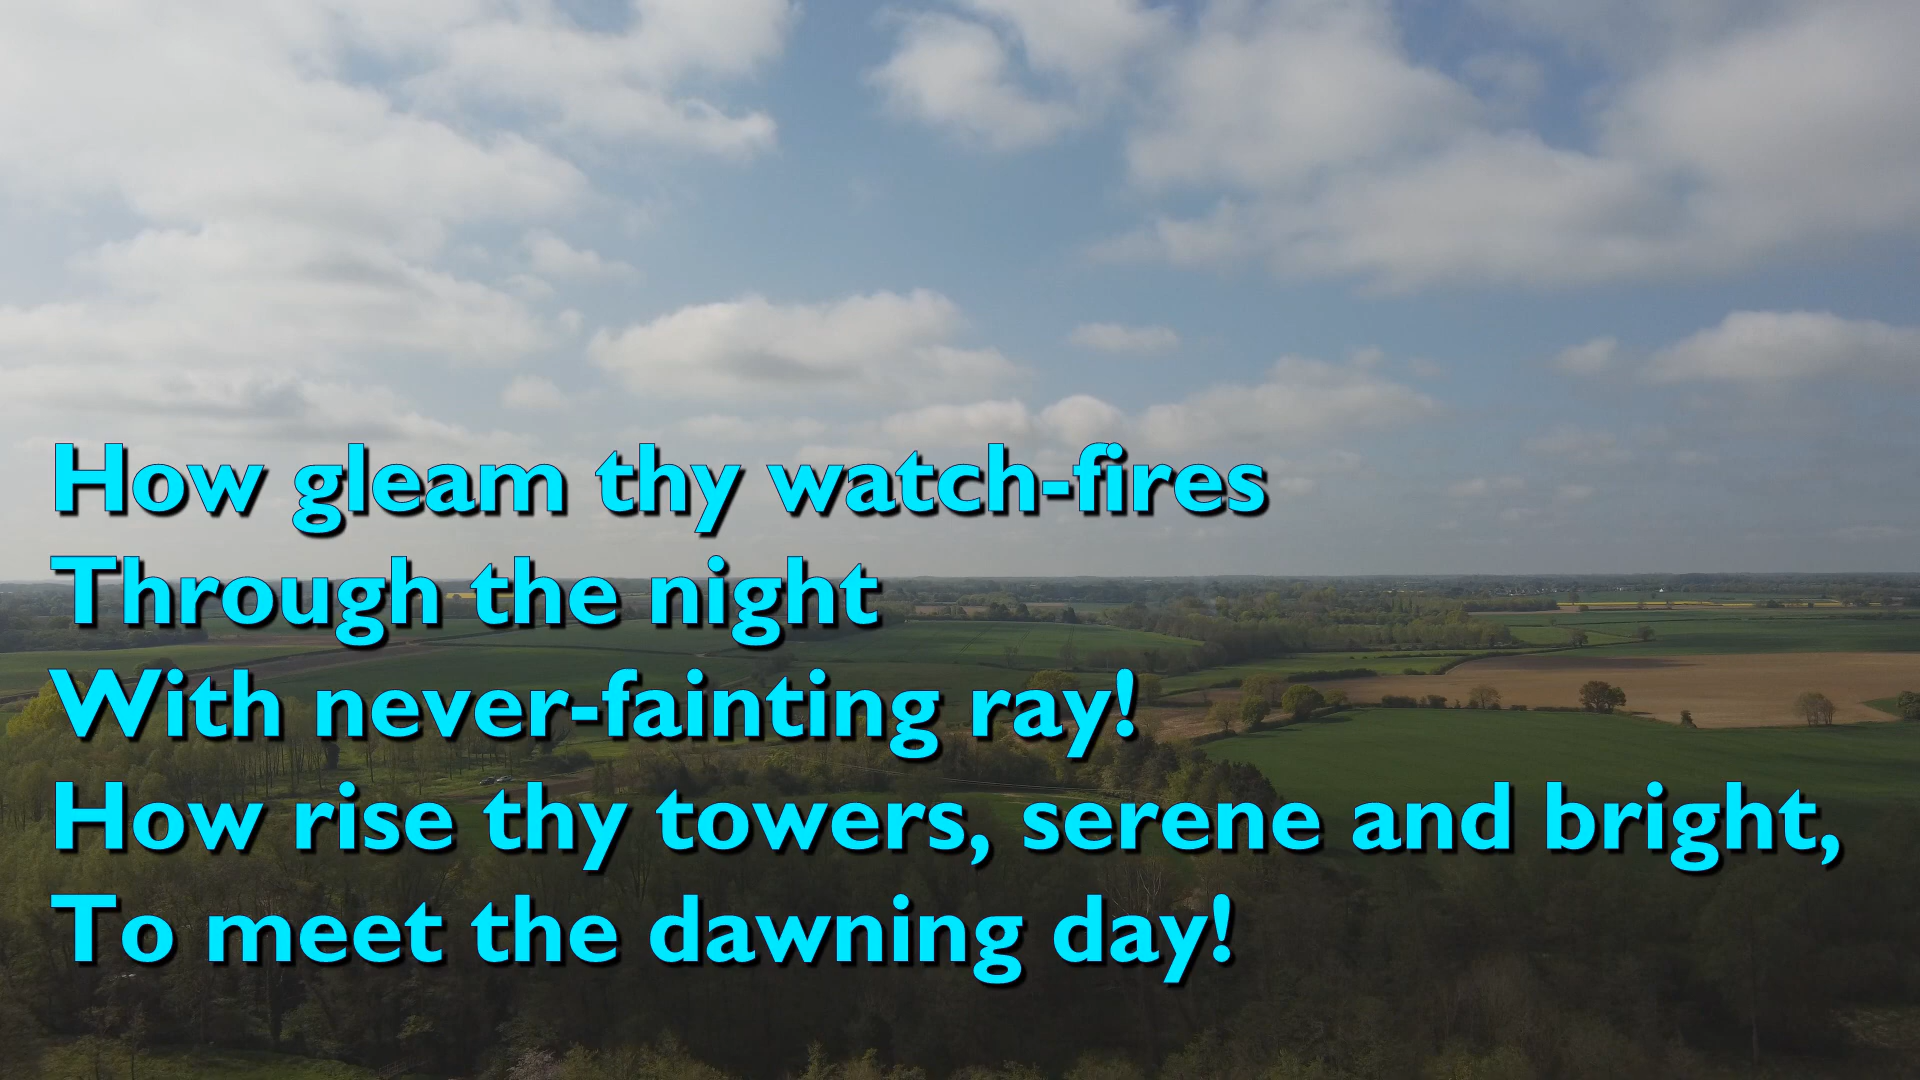 How gleam thy watch-fires
Through the night
With never-fainting ray!
How rise thy towers, serene and bright,
To meet the dawning day!